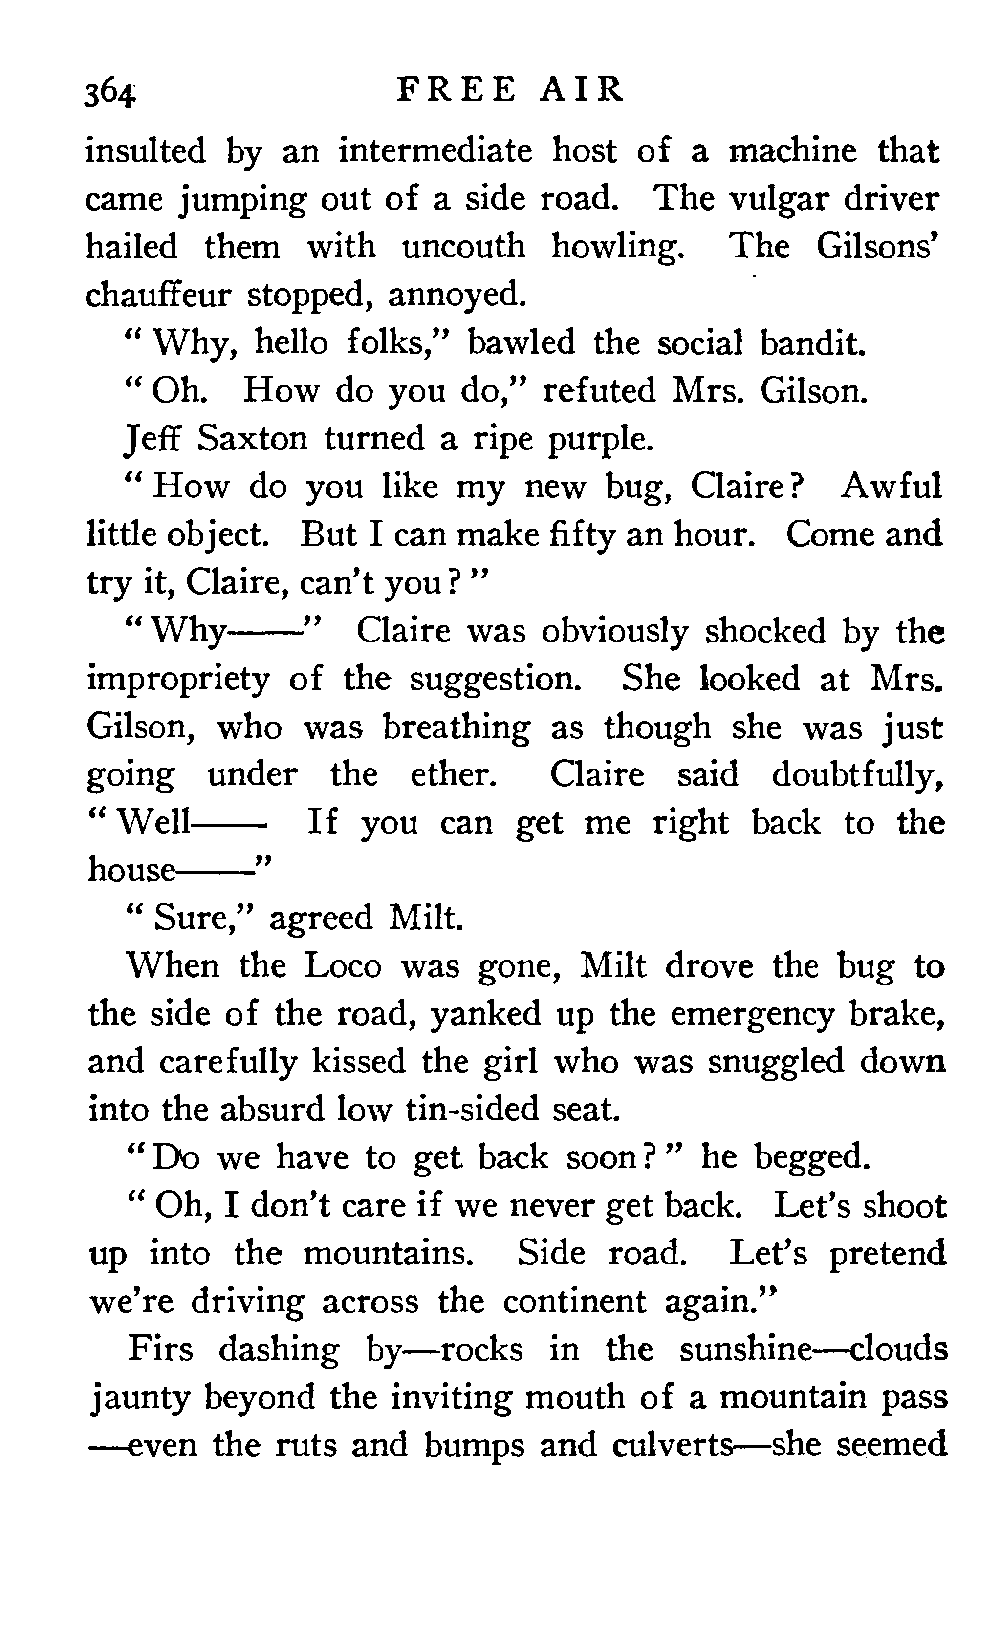 364 FREE AIR
insulted by an intermediate host of a machine that
came jumping out of a side road. The vulgar driver
hailed them with uncouth howling. The Gilsons'
chauffeur stopped, annoyed.
" Why, hello folks," bawled the social bandit.
" Oh. How do you do," refuted Mrs. Gilson.
Jeff Saxton turned a ripe purple.
" How do you like my new bug, Claire? Awful
little object. But I can make fifty an hour. Come and
try it, Claire, can't you? "
" Why——" Claire was obviously shocked by the
impropriety of the suggestion. She looked at Mrs.
Gilson, who was breathing as though she was just
going under the ether. Claire said doubtfully,
" Well—— If you can get me right back to the
house——"
" Sure," agreed Milt.
When the Loco was gone, Milt drove the bug to
the side of the road, yanked up the emergency brake,
and carefully kissed the girl who was snuggled down
into the absurd low tin-sided seat.
" Do we have to get back soon? " he begged.
" Oh, I don't care if we never get back. Let's shoot
up into the mountains. Side road. Let's pretend
we're driving across the continent again."
Firs dashing by—rocks in the sunshine—clouds
jaunty beyond the inviting mouth of a mountain pass
—even the ruts and bumps and culverts—she seemed